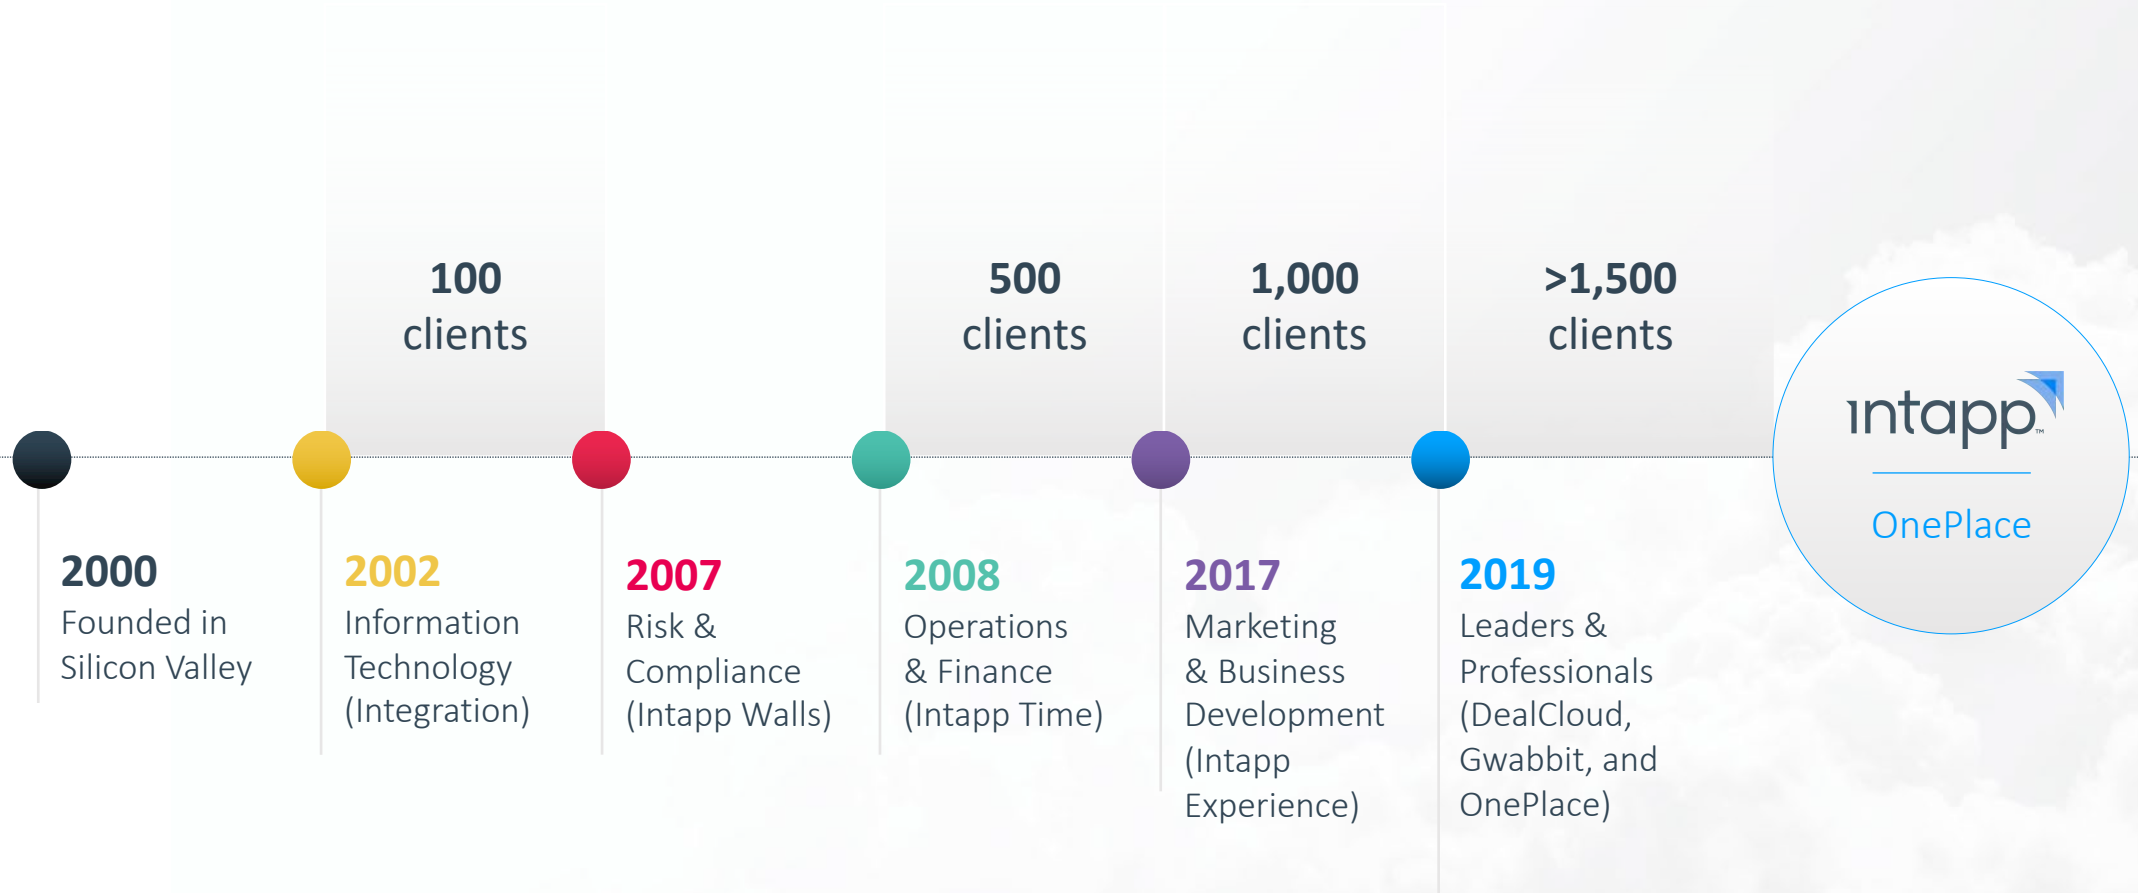 100
clients
500
clients
1,000
clients
>1,500
clients
intapp™
OnePlace
2000
Founded in
Silicon Valley
2002
Information
Technology
(Integration)
2007
Risk &
Compliance
(Intapp Walls)
2008
Operations
& Finance
(Intapp Time)
2017
Marketing
& Business
Development
(Intapp
Experience)
2019
Leaders &
Professionals
(DealCloud,
Gwabbit, and
OnePlace)